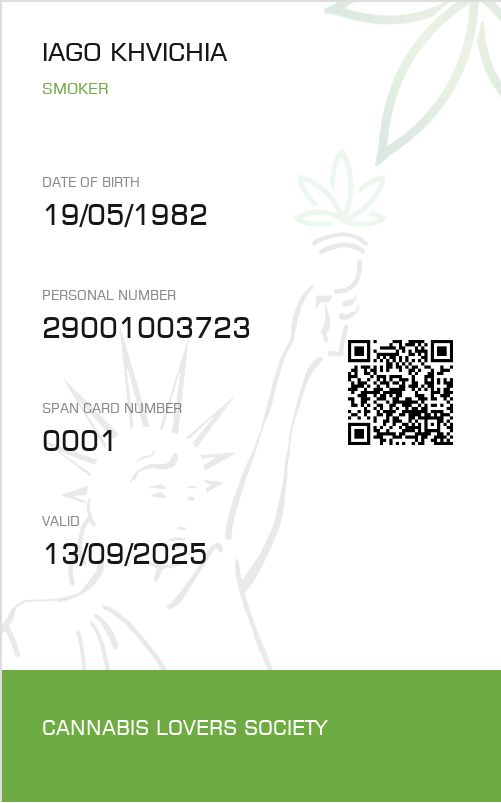 IAGO KHVICHIA
SMOKER
DATE OF BIRTH
19/05/1982
PERSONAL NUMBER
29001003723
SPAN CARD NUMBER
0001
VALID
13/09/2025
CANNABIS LOVERS SOCIETY